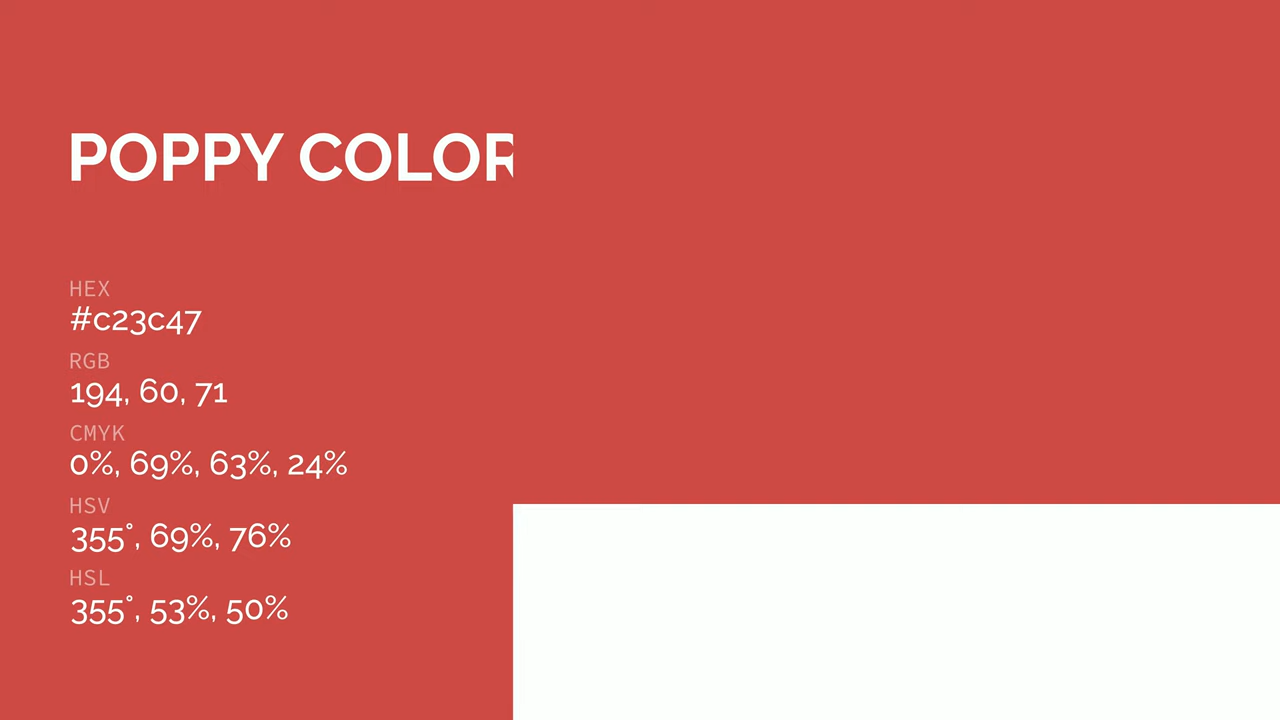 POPPY COLOR
HEX
#c23c47
RGB
194, 60, 71
CMYK
0%, 69%, 63%, 24%
HSV
355°, 69%, 76%
HSL
355°, 53%, 50%